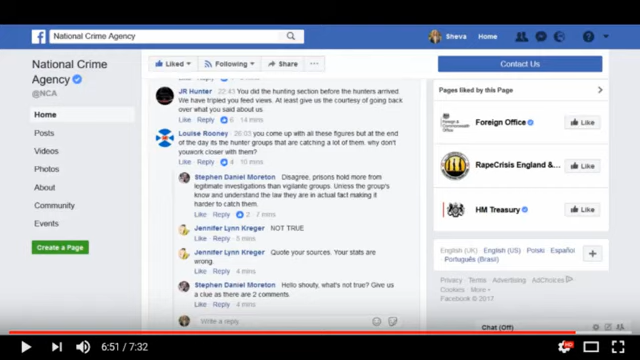 National Crime Agency
Sheva Home
National Crime
Agency
@NCA
Home
Posts
Videos
Photos
About
Community
Events
Create a Page
Liked Following Share ...
Contact Us
JR Hunter 22:43 You did the hunting section before the hunters arrived.
We have tripled you feed views. At least give us the courtesy of going back
over what you said about us
Like Reply 6 14 mins
Louise Rooney 26:03 you come up with all these figures but at the end
of the day its the hunter groups that are catching a lot of them. why don't
you work closer with them?
Like Reply 4 10 mins
Stephen Daniel Moreton Disagree, prisons hold more from
legitimate investigations than vigilante groups. Unless the group's
know and understand the law they are in actual fact making it
harder to catch them.
Like Reply 2 7 mins
Jennifer Lynn Kreger NOT TRUE
Like Reply 5 mins
Jennifer Lynn Kreger Quote your sources. Your stats are
wrong.
Like Reply 4 mins
Stephen Daniel Moreton Hello shouty, what's not true? Give us
a clue as there are 2 comments.
Like Reply 4 mins
Write a reply...
Pages liked by this Page
Foreign Office Like
RapeCrisis England &... Like
HM Treasury Like
English (UK) · English (US) · Polski · Español ·
Português (Brasil)
Privacy · Terms · Advertising · AdChoices
Cookies · More
Facebook © 2017
Chat (Off)
6:51 / 7:32
HD